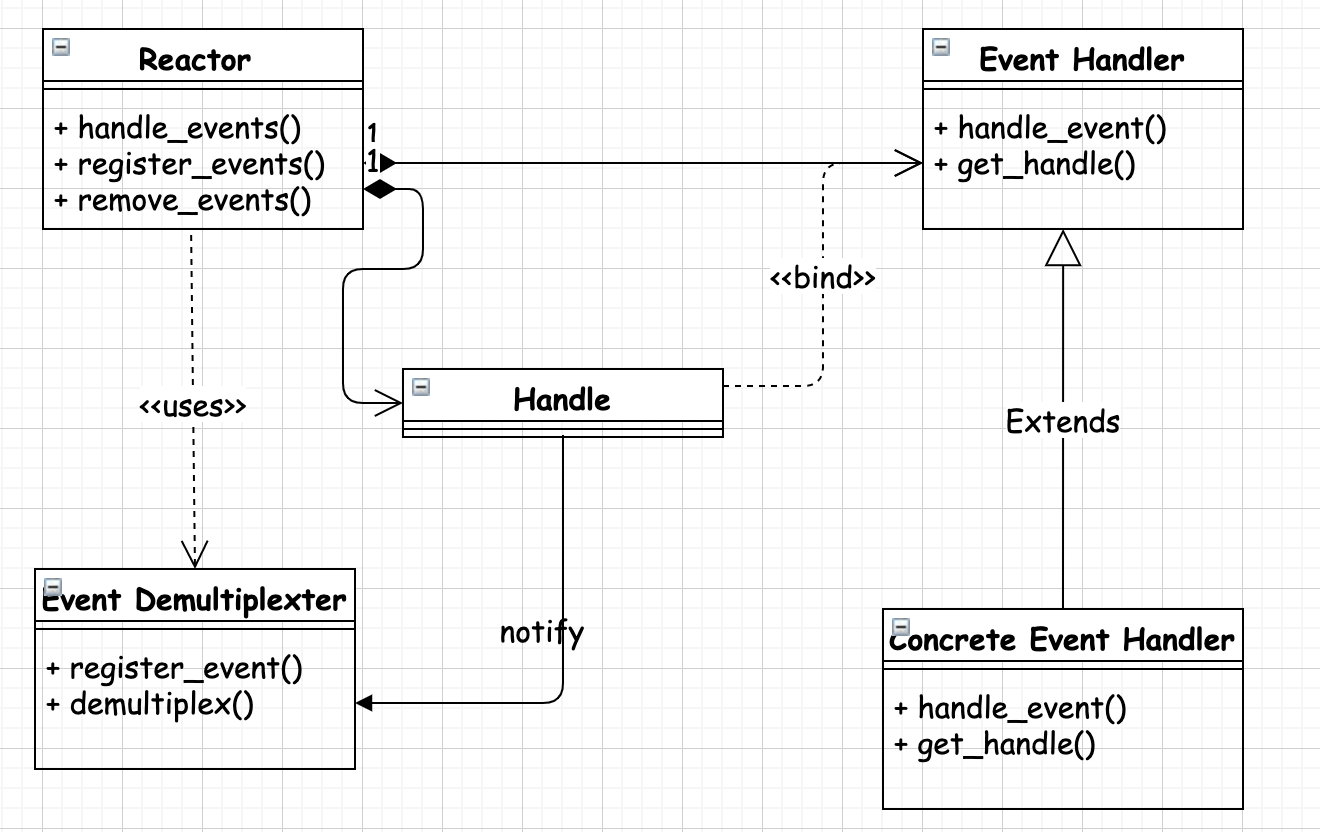 Reactor
+ handle_events()
+ register_events()
+ remove_events()
1
1
Event Handler
+ handle_event()
+ get_handle()
<<bind>>
<<uses>>
Handle
Extends
Event Demultiplexter
+ register_event()
+ demultiplex()
notify
Concrete Event Handler
+ handle_event()
+ get_handle()